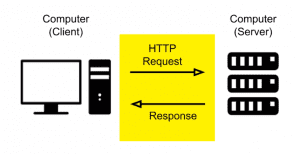 Computer
(Client)
HTTP
Request
Response
Computer
(Server)